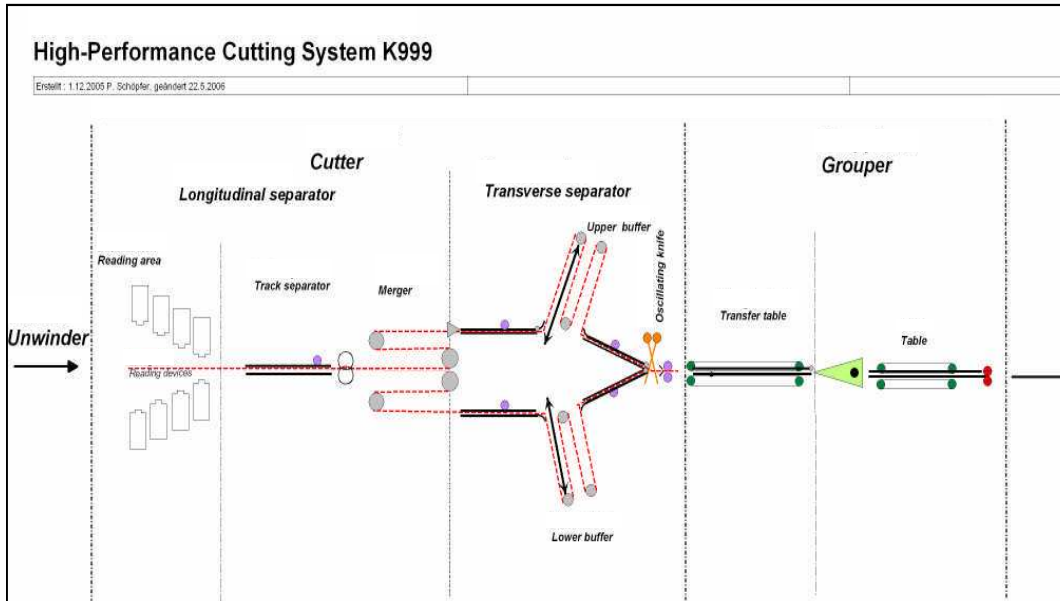 High-Performance Cutting System K999
Erstellt : 1.12.2005 P. Schöpfer, geändert 22.5.2006
Cutter
Grouper
Longitudinal separator
Transverse separator
Upper buffer
Oscillating knife
Reading area
Track separator
Merger
Transfer table
Unwinder
Table
Reading devices
Lower buffer